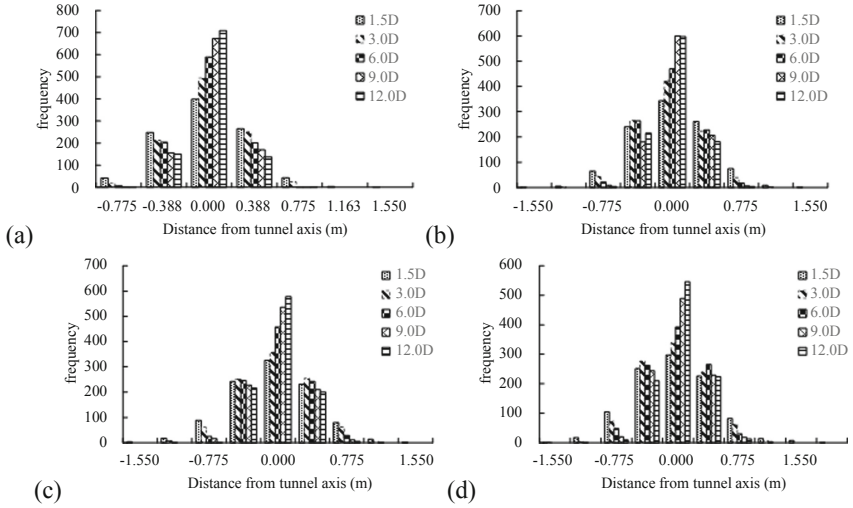 800
700
600
500
400
300
200
100
0
frequency
1.5D
3.0D
6.0D
9.0D
12.0D
-0.775 -0.388 0.000 0.388 0.775 1.163 1.550
Distance from tunnel axis (m)
(a)
700
600
500
400
300
200
100
0
frequency
1.5D
3.0D
6.0D
9.0D
12.0D
-1.550 -0.775 0.000 0.775 1.550
Distance from tunnel axis (m)
(b)
700
600
500
400
300
200
100
0
frequency
1.5D
3.0D
6.0D
9.0D
12.0D
-1.550 -0.775 0.000 0.775 1.550
Distance from tunnel axis (m)
(c)
600
500
400
300
200
100
0
frequency
1.5D
3.0D
6.0D
9.0D
12.0D
-1.550 -0.775 0.000 0.775 1.550
Distance from tunnel axis (m)
(d)